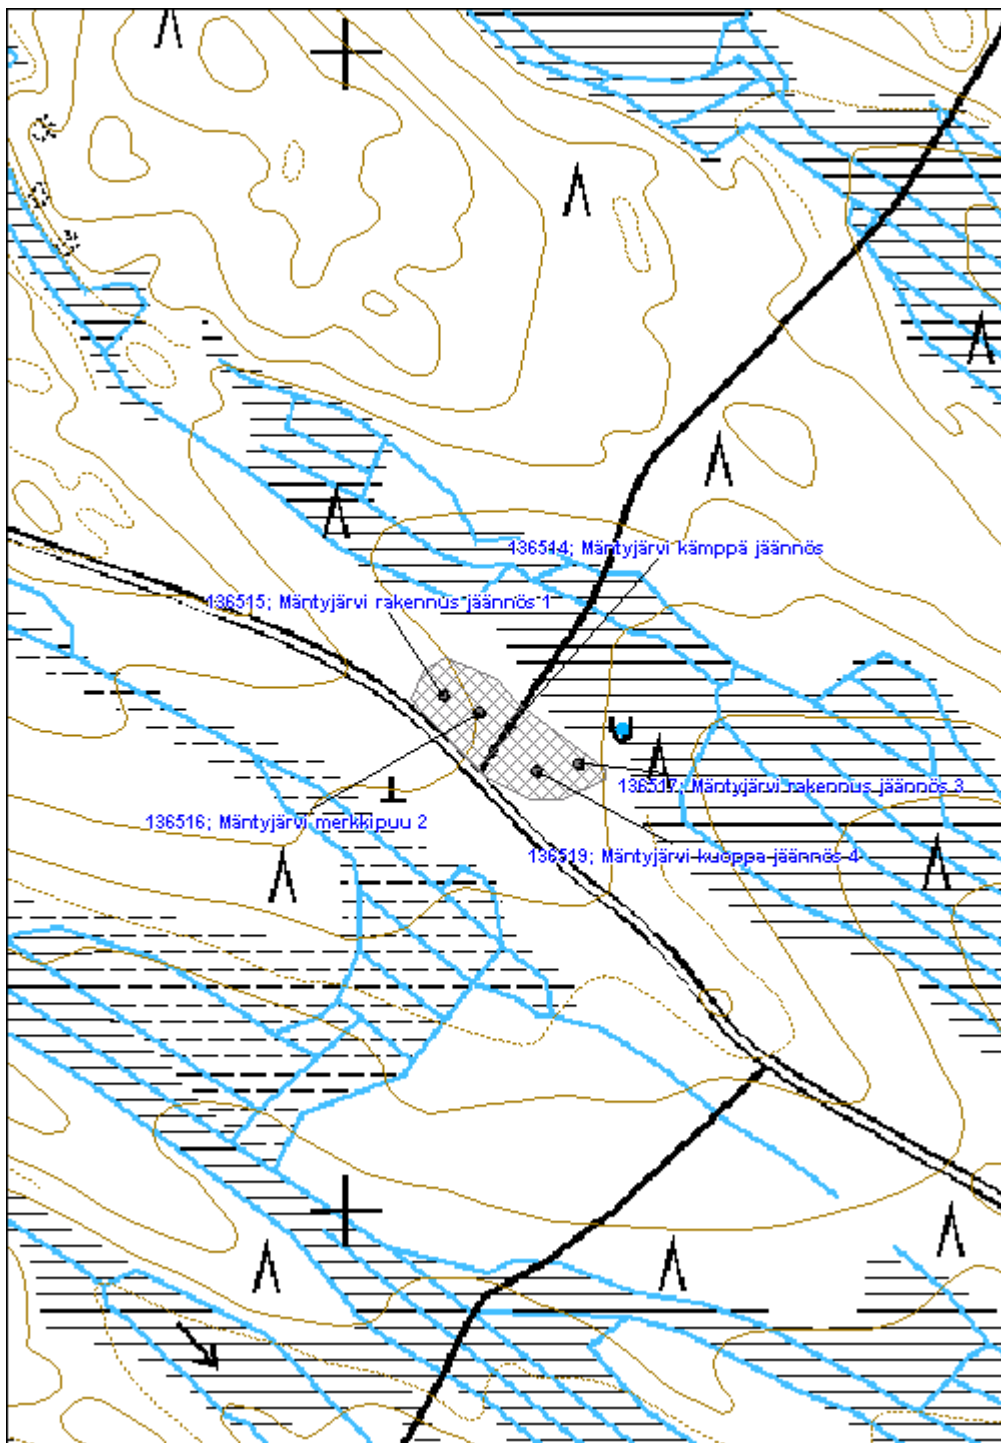 136514; Mäntyjärvi kämppä jäännös
136515; Mäntyjärvi rakennus jäännös 1
136517; Mäntyjärvi rakennus jäännös 3
136516; Mäntyjärvi merkkipuu 2
136519; Mäntyjärvi kuoppa jäännös 4